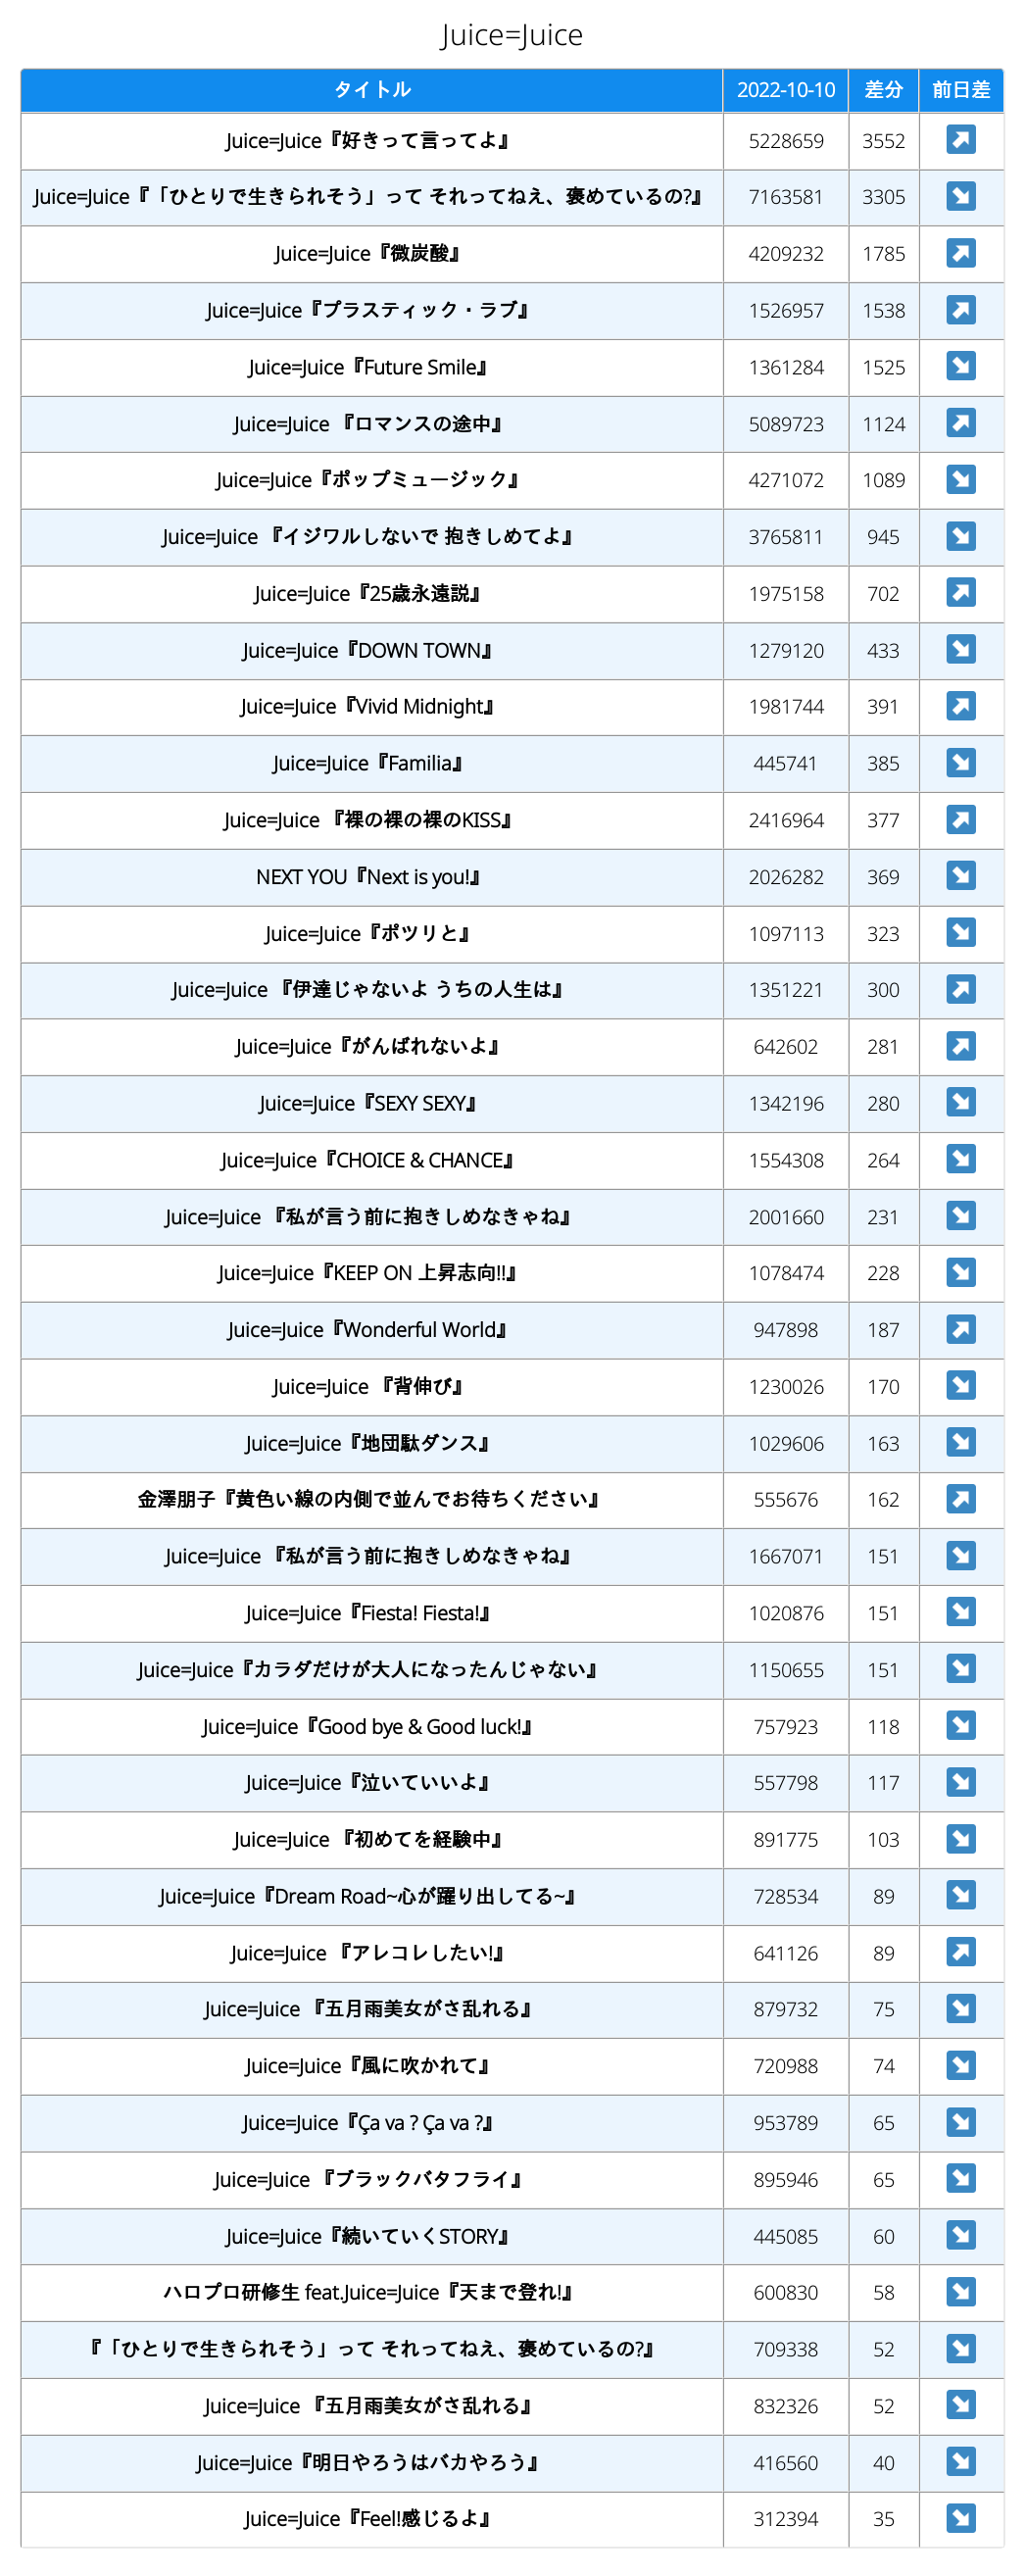 Juice=Juice
タイトル 2022-10-10 差分 前日差
Juice=Juice『好きって言ってよ』 5228659 3552 ↗
Juice=Juice『「ひとりで生きられそう」って それってねえ、褒めているの?』 7163581 3305 ↘
Juice=Juice『微炭酸』 4209232 1785 ↗
Juice=Juice『プラスティック・ラブ』 1526957 1538 ↗
Juice=Juice『Future Smile』 1361284 1525 ↘
Juice=Juice 『ロマンスの途中』 5089723 1124 ↗
Juice=Juice『ポップミュージック』 4271072 1089 ↘
Juice=Juice 『イジワルしないで 抱きしめてよ』 3765811 945 ↘
Juice=Juice『25歳永遠説』 1975158 702 ↗
Juice=Juice『DOWN TOWN』 1279120 433 ↘
Juice=Juice『Vivid Midnight』 1981744 391 ↗
Juice=Juice『Familia』 445741 385 ↘
Juice=Juice 『裸の裸の裸のKISS』 2416964 377 ↗
NEXT YOU『Next is you!』 2026282 369 ↘
Juice=Juice『ポツリと』 1097113 323 ↘
Juice=Juice 『伊達じゃないよ うちの人生は』 1351221 300 ↗
Juice=Juice『がんばれないよ』 642602 281 ↗
Juice=Juice『SEXY SEXY』 1342196 280 ↘
Juice=Juice『CHOICE & CHANCE』 1554308 264 ↘
Juice=Juice 『私が言う前に抱きしめなきゃね』 2001660 231 ↘
Juice=Juice『KEEP ON 上昇志向!!』 1078474 228 ↘
Juice=Juice『Wonderful World』 947898 187 ↗
Juice=Juice 『背伸び』 1230026 170 ↘
Juice=Juice『地団駄ダンス』 1029606 163 ↘
金澤朋子『黄色い線の内側で並んでお待ちください』 555676 162 ↗
Juice=Juice 『私が言う前に抱きしめなきゃね』 1667071 151 ↘
Juice=Juice『Fiesta! Fiesta!』 1020876 151 ↘
Juice=Juice『カラダだけが大人になったんじゃない』 1150655 151 ↘
Juice=Juice『Good bye & Good luck!』 757923 118 ↘
Juice=Juice『泣いていいよ』 557798 117 ↘
Juice=Juice 『初めてを経験中』 891775 103 ↘
Juice=Juice『Dream Road~心が躍り出してる~』 728534 89 ↘
Juice=Juice 『アレコレしたい!』 641126 89 ↗
Juice=Juice 『五月雨美女がさ乱れる』 879732 75 ↘
Juice=Juice『風に吹かれて』 720988 74 ↘
Juice=Juice『Ça va ? Ça va ?』 953789 65 ↘
Juice=Juice 『ブラックバタフライ』 895946 65 ↘
Juice=Juice『続いていくSTORY』 445085 60 ↘
ハロプロ研修生 feat.Juice=Juice『天まで登れ!』 600830 58 ↘
『「ひとりで生きられそう」って それってねえ、褒めているの?』 709338 52 ↘
Juice=Juice 『五月雨美女がさ乱れる』 832326 52 ↘
Juice=Juice『明日やろうはバカやろう』 416560 40 ↘
Juice=Juice『Feel!感じるよ』 312394 35 ↘